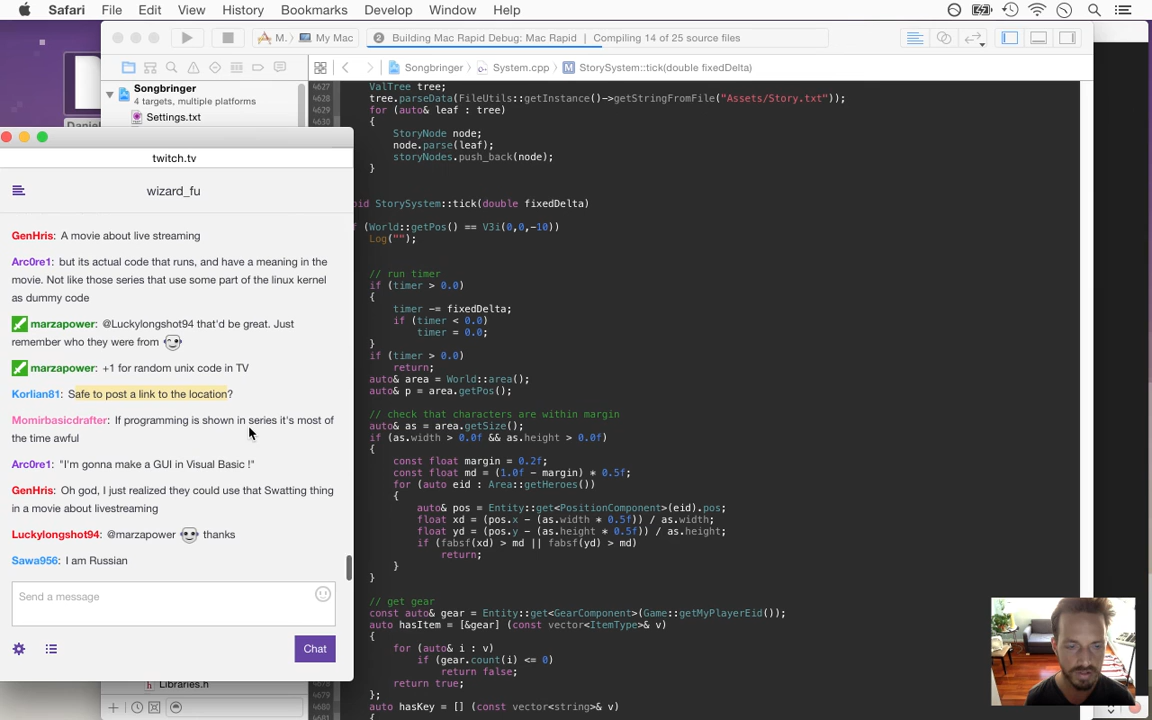 Safari File Edit View History Bookmarks Develop Window Help
M. My Mac
2 Building Mac Rapid Debug: Mac Rapid | Compiling 14 of 25 source files
Songbringer System.cpp M StorySystem::tick(double fixedDelta)
Songbringer
4 targets, multiple platforms
Settings.txt
twitch.tv
wizard_fu
GenHris: A movie about live streaming
Arc0re1: but its actual code that runs, and have a meaning in the
movie. Not like those series that use some part of the linux kernel
as dummy code
marzapower: @Luckylongshot94 that'd be great. Just
remember who they were from
marzapower: +1 for random unix code in TV
Korlian81: Safe to post a link to the location?
Momirbasicdrafter: If programming is shown in series it's most of
the time awful
Arc0re1: "I'm gonna make a GUI in Visual Basic !"
GenHris: Oh god, I just realized they could use that Swatting thing
in a movie about livestreaming
Luckylongshot94: @marzapower thanks
Sawa956: I am Russian
Send a message
Chat
Libraries.h
4627 ValTree tree;
4628 tree.parseData(FileUtils::getInstance()->getStringFromFile("Assets/Story.txt"));
4629 for (auto& leaf : tree)
4630 {
StoryNode node;
node.parse(leaf);
storyNodes.push_back(node);
}
oid StorySystem::tick(double fixedDelta)
f (World::getPos() == V3i(0,0,-10))
Log("");
// run timer
if (timer > 0.0)
{
timer -= fixedDelta;
if (timer < 0.0)
timer = 0.0;
}
if (timer > 0.0)
return;
auto& area = World::area();
auto& p = area.getPos();
// check that characters are within margin
auto& as = area.getSize();
if (as.width > 0.0f && as.height > 0.0f)
{
const float margin = 0.2f;
const float md = (1.0f - margin) * 0.5f;
for (auto eid : Area::getHeroes())
{
auto& pos = Entity::get<PositionComponent>(eid).pos;
float xd = (pos.x - (as.width * 0.5f)) / as.width;
float yd = (pos.y - (as.height * 0.5f)) / as.height;
if (fabsf(xd) > md || fabsf(yd) > md)
return;
}
}
// get gear
const auto& gear = Entity::get<GearComponent>(Game::getMyPlayerEid());
auto hasItem = [&gear] (const vector<ItemType>& v)
{
for (auto& i : v)
if (gear.count(i) <= 0)
return false;
return true;
4679 };
4680 auto hasKey = [] (const vector<string>& v)
4681 {